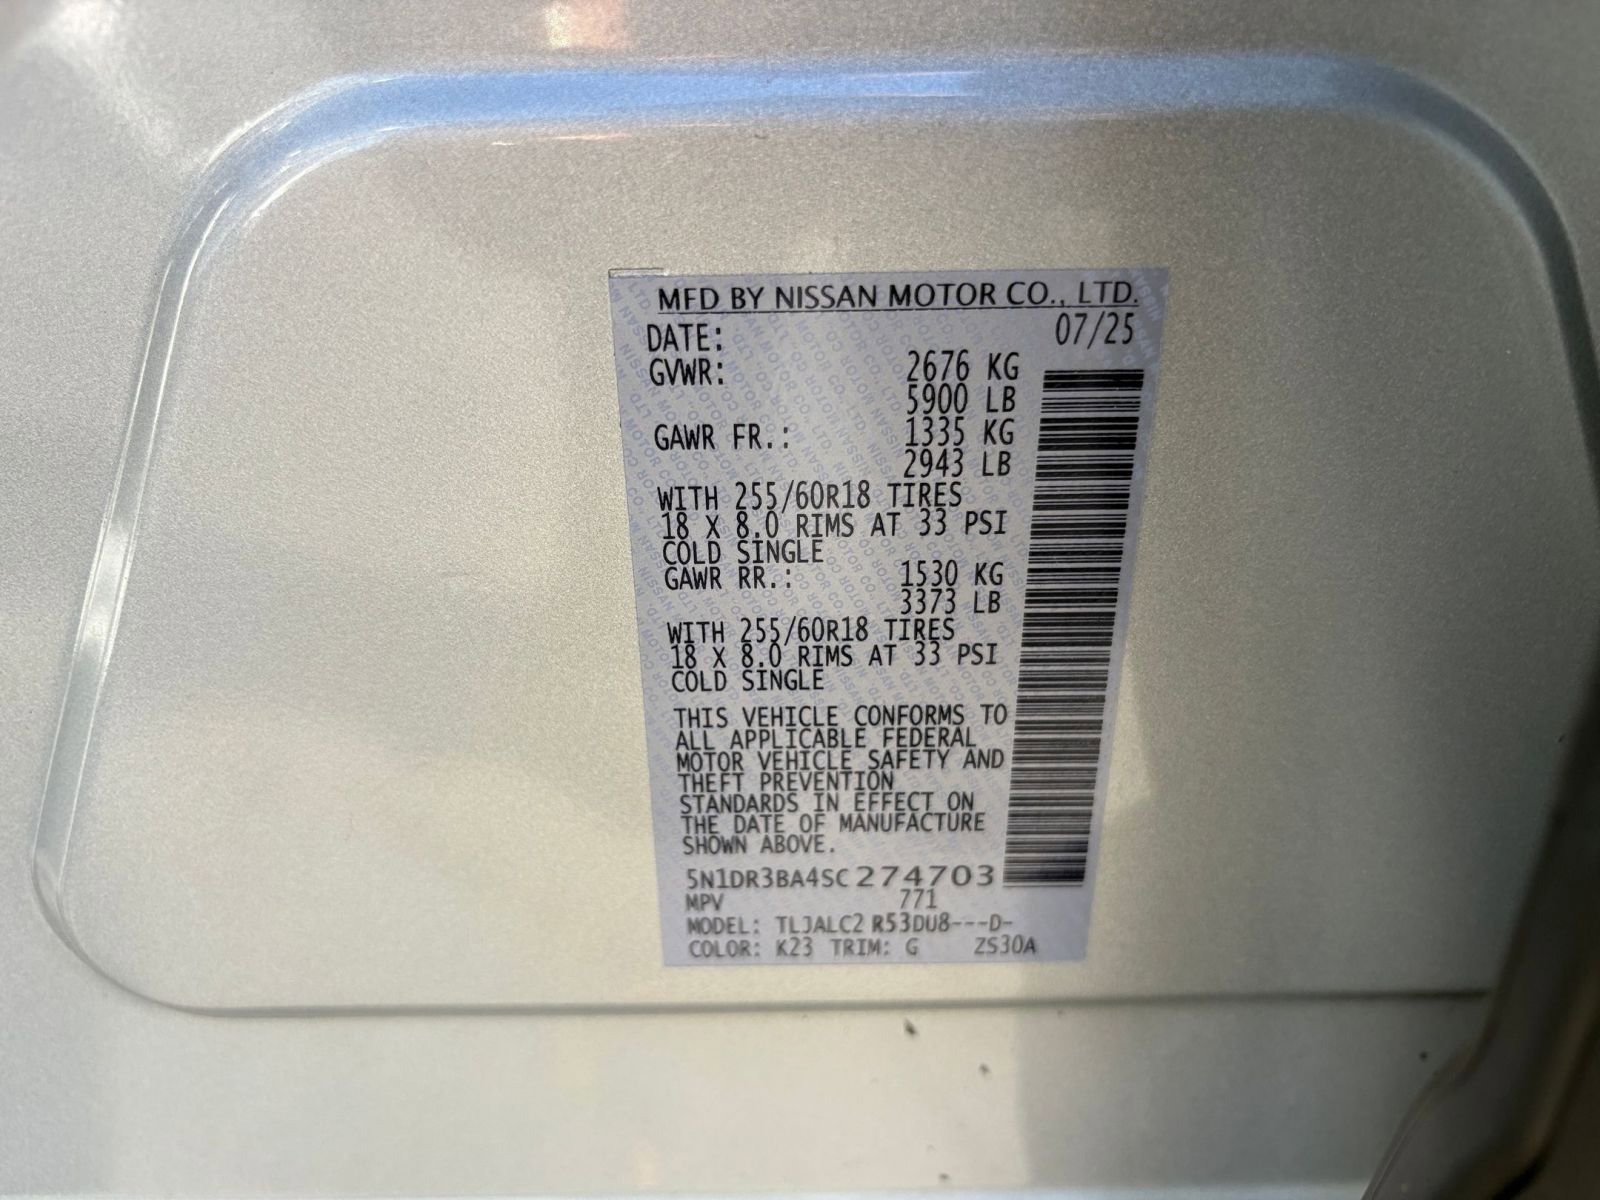 MFD BY NISSAN MOTOR CO., LTD.
DATE: 07/25
GVWR: 2676 KG
5900 LB
GAWR FR.: 1335 KG
2943 LB
WITH 255/60R18 TIRES
18 X 8.0 RIMS AT 33 PSI
COLD SINGLE
GAWR RR.: 1530 KG
3373 LB
WITH 255/60R18 TIRES
18 X 8.0 RIMS AT 33 PSI
COLD SINGLE
THIS VEHICLE CONFORMS TO
ALL APPLICABLE FEDERAL
MOTOR VEHICLE SAFETY AND
THEFT PREVENTION
STANDARDS IN EFFECT ON
THE DATE OF MANUFACTURE
SHOWN ABOVE.
5N1DR3BA4SC274703
MPV 771
MODEL: TLJALC2 R53DU8---D-
COLOR: K23 TRIM: G ZS30A